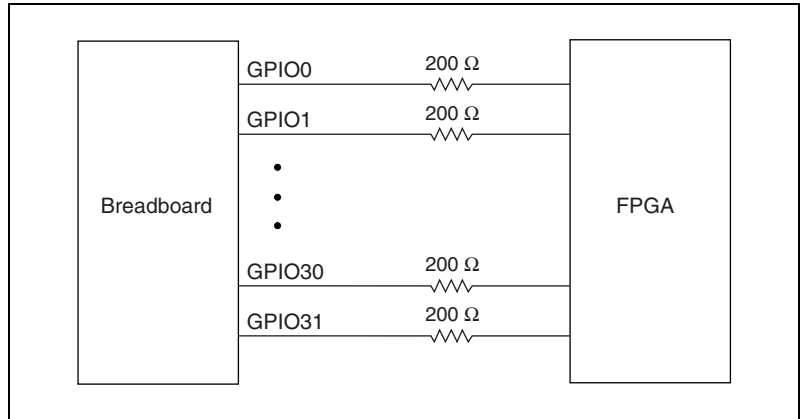 GPIO0 200 Ω
GPIO1 200 Ω
Breadboard FPGA
GPIO30 200 Ω
GPIO31 200 Ω